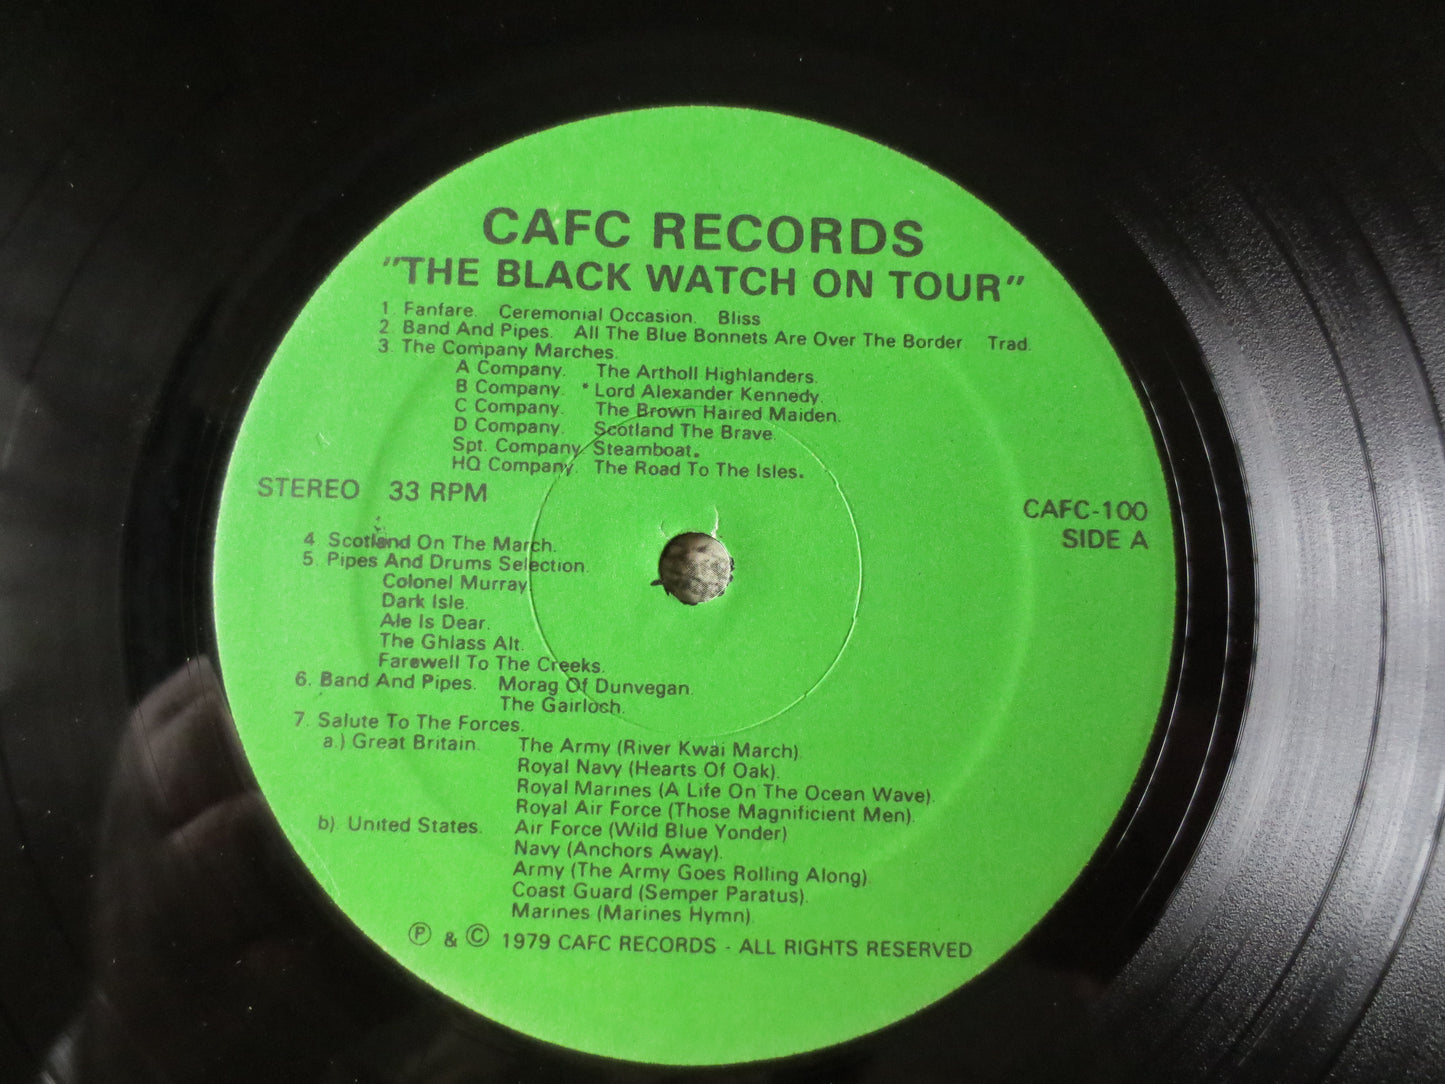 CAFC RECORDS
"THE BLACK WATCH ON TOUR"
1. Fanfare. Ceremonial Occasion. Bliss
2. Band And Pipes. All The Blue Bonnets Are Over The Border Trad.
3. The Company Marches.
A Company. The Artholl Highlanders.
B Company. * Lord Alexander Kennedy.
C Company. The Brown Haired Maiden.
D Company. Scotland The Brave.
Spt. Company. Steamboat.
HQ Company. The Road To The Isles.
STEREO 33 RPM
CAFC-100
SIDE A
4 Scotland On The March.
5. Pipes And Drums Selection.
Colonel Murray
Dark Isle.
Ale Is Dear.
The Ghlass Alt.
Farewell To The Creeks.
6. Band And Pipes. Morag Of Dunvegan.
The Gairloch.
7. Salute To The Forces.
a.) Great Britain. The Army (River Kwai March).
Royal Navy (Hearts Of Oak).
Royal Marines (A Life On The Ocean Wave).
Royal Air Force (Those Magnificient Men).
b). United States. Air Force (Wild Blue Yonder)
Navy (Anchors Away).
Army (The Army Goes Rolling Along).
Coast Guard (Semper Paratus).
Marines (Marines Hymn).
Ⓟ & © 1979 CAFC RECORDS - ALL RIGHTS RESERVED